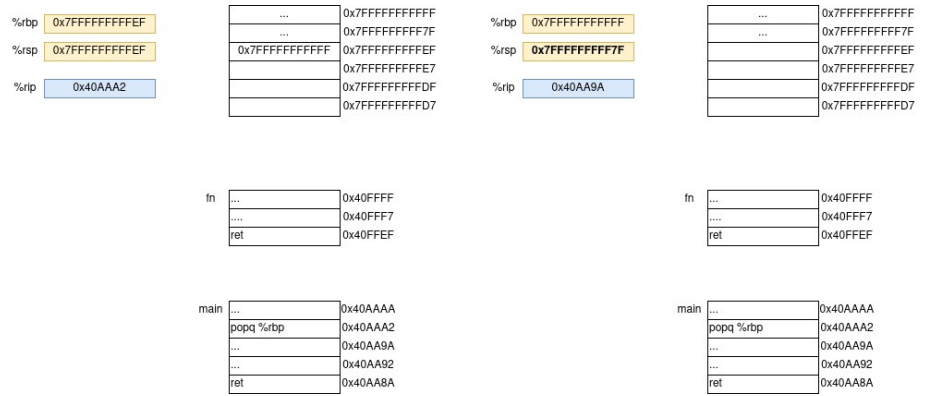 %rbp 0x7FFFFFFFFFEF ... 0x7FFFFFFFFFFF %rbp 0x7FFFFFFFFFFF ... 0x7FFFFFFFFFFF
... 0x7FFFFFFFFF7F ... 0x7FFFFFFFFF7F
%rsp 0x7FFFFFFFFFEF 0x7FFFFFFFFFFF 0x7FFFFFFFFFEF %rsp 0x7FFFFFFFFF7F 0x7FFFFFFFFFEF
0x7FFFFFFFFFE7 0x7FFFFFFFFFE7
%rip 0x40AAA2 0x7FFFFFFFFFDF %rip 0x40AA9A 0x7FFFFFFFFFDF
0x7FFFFFFFFFD7 0x7FFFFFFFFFD7
fn ... 0x40FFFF fn ... 0x40FFFF
.... 0x40FFF7 .... 0x40FFF7
ret 0x40FFEF ret 0x40FFEF
main ... 0x40AAAA main ... 0x40AAAA
popq %rbp 0x40AAA2 popq %rbp 0x40AAA2
... 0x40AA9A ... 0x40AA9A
... 0x40AA92 ... 0x40AA92
ret 0x40AA8A ret 0x40AA8A